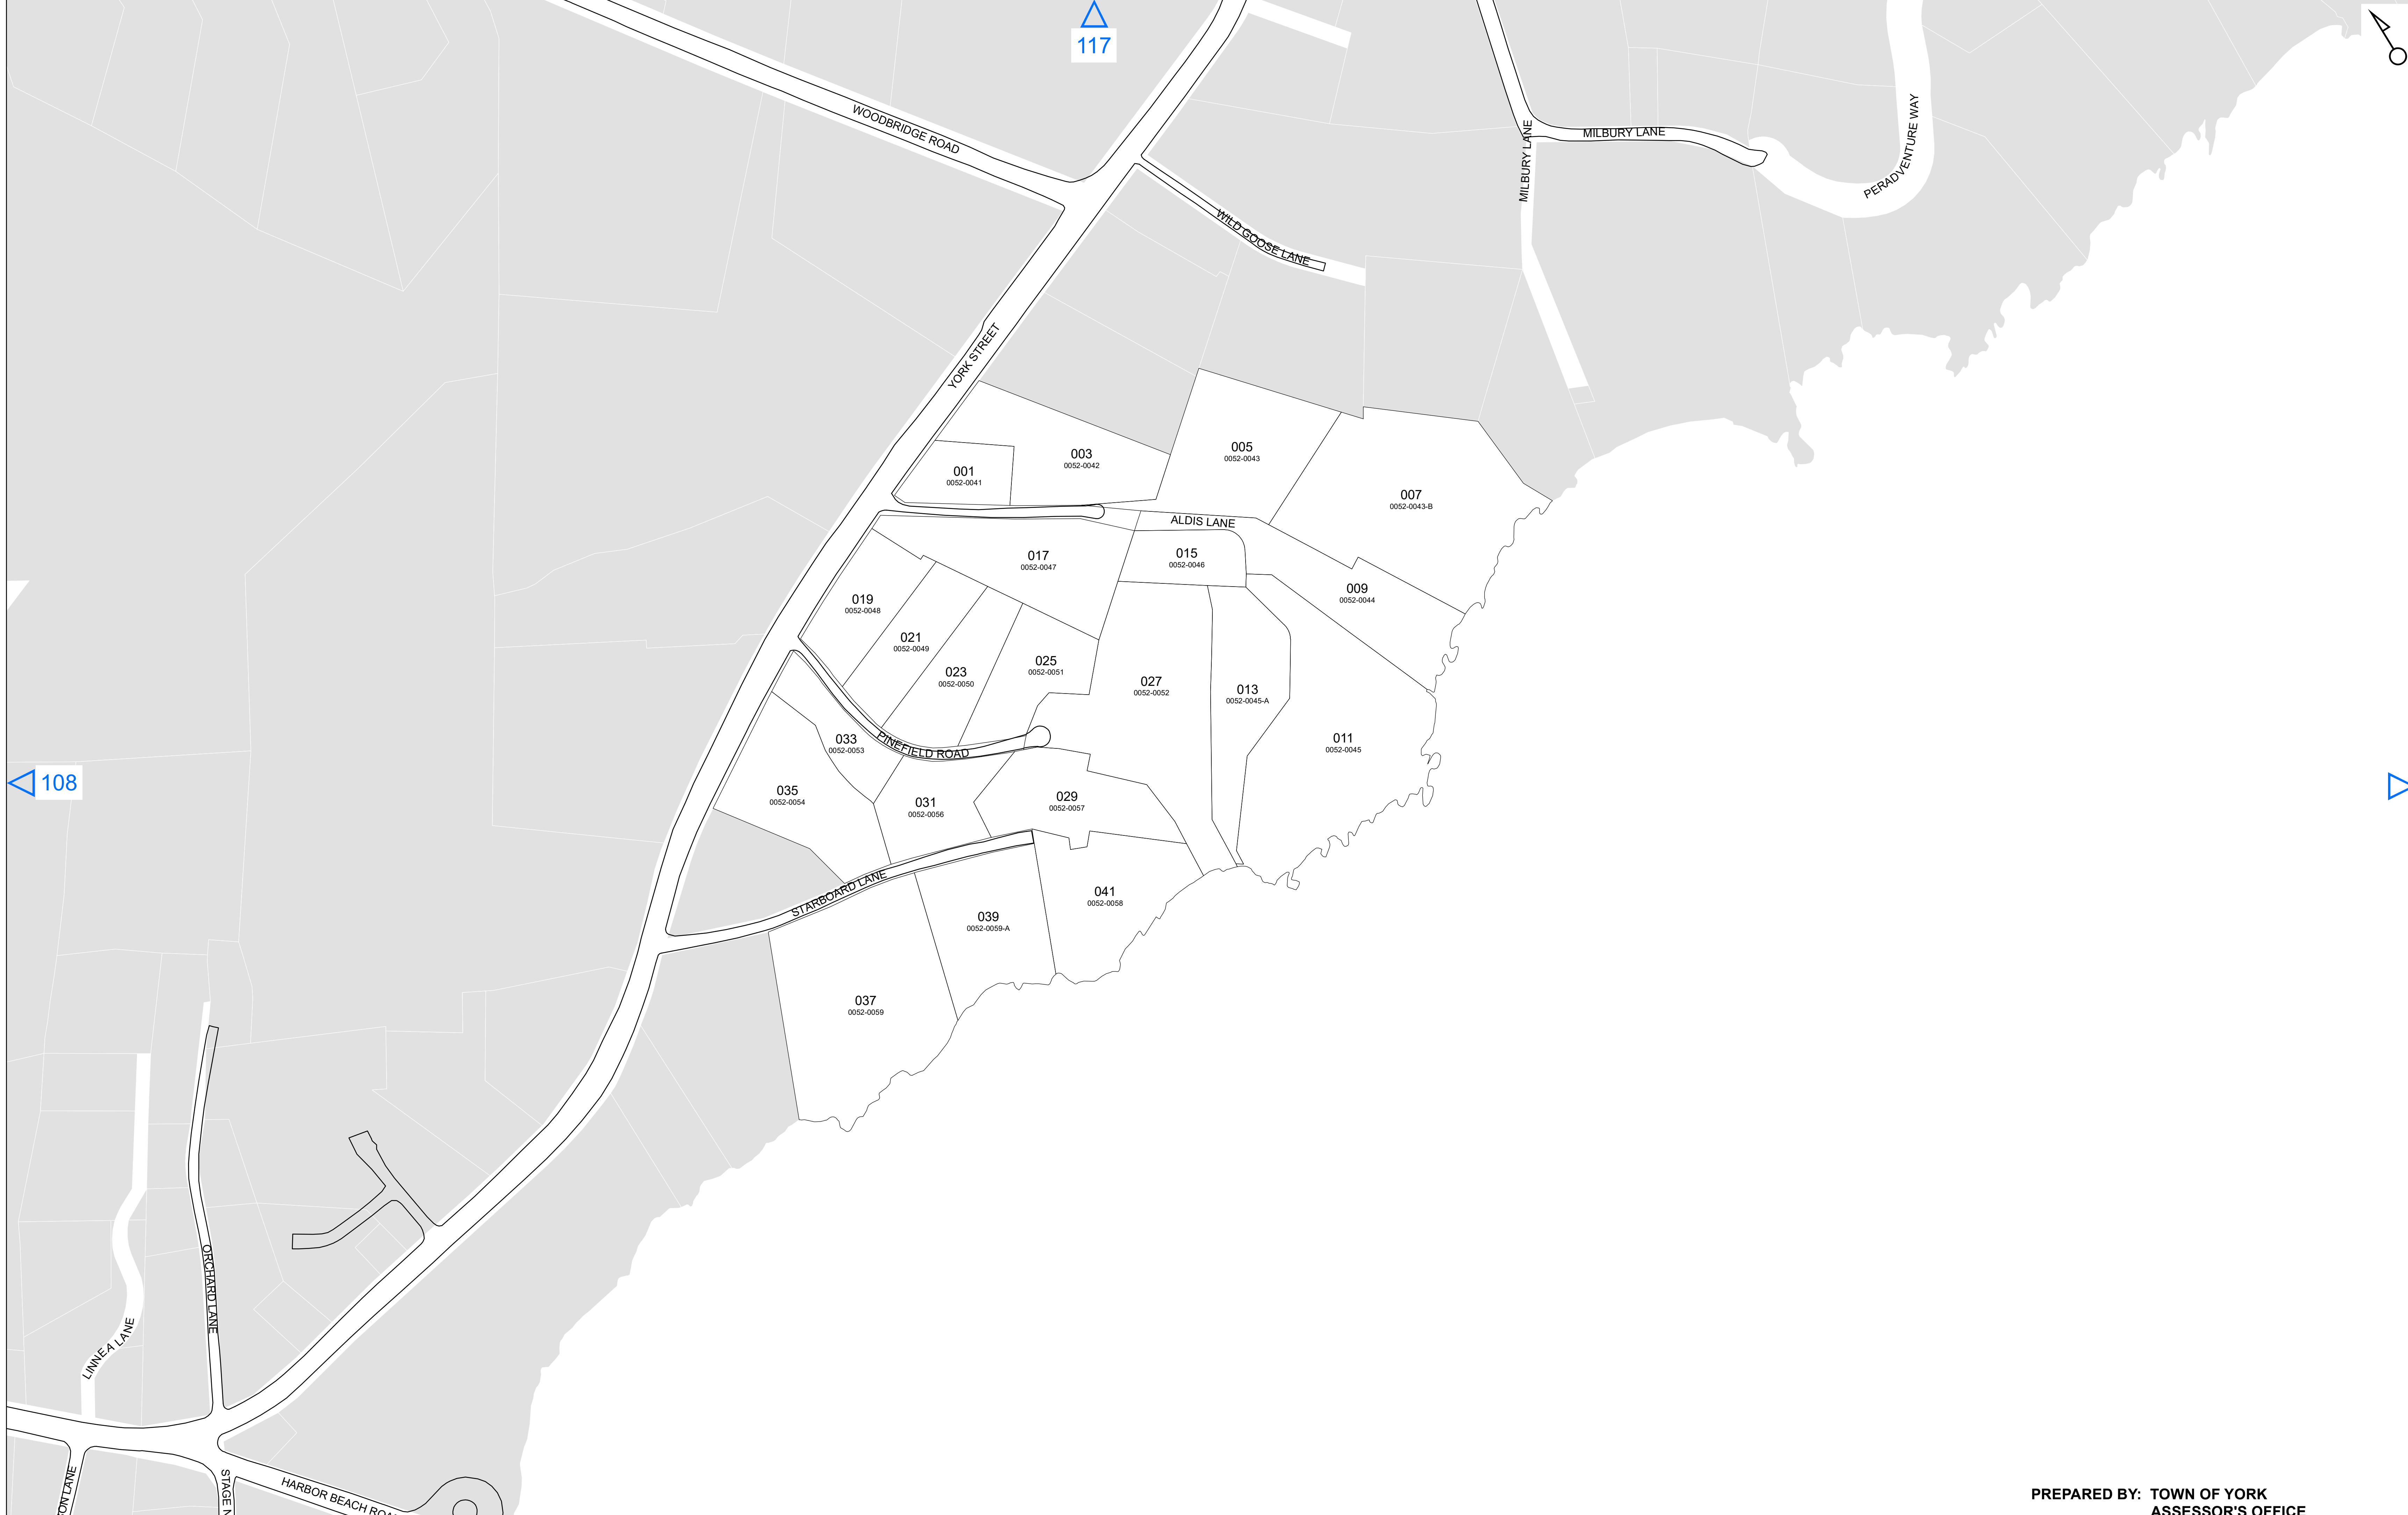 117
WOODBRIDGE ROAD
MILBURY LANE
MILBURY LANE
PERADVENTURE WAY
WILD GOOSE LANE
YORK STREET
001
0052-0041
003
0052-0042
005
0052-0043
007
0052-0043-B
ALDIS LANE
017
0052-0047
015
0052-0046
009
0052-0044
019
0052-0048
021
0052-0049
023
0052-0050
025
0052-0051
027
0052-0052
013
0052-0045-A
011
0052-0045
033
0052-0053
PINEFIELD ROAD
108
035
0052-0054
031
0052-0056
029
0052-0057
STARBOARD LANE
041
0052-0058
039
0052-0059-A
037
0052-0059
ORCHARD LANE
LINNEA LANE
HARBOR BEACH ROA
STAGE N
ON LANE
PREPARED BY: TOWN OF YORK
ASSESSOR'S OFFICE